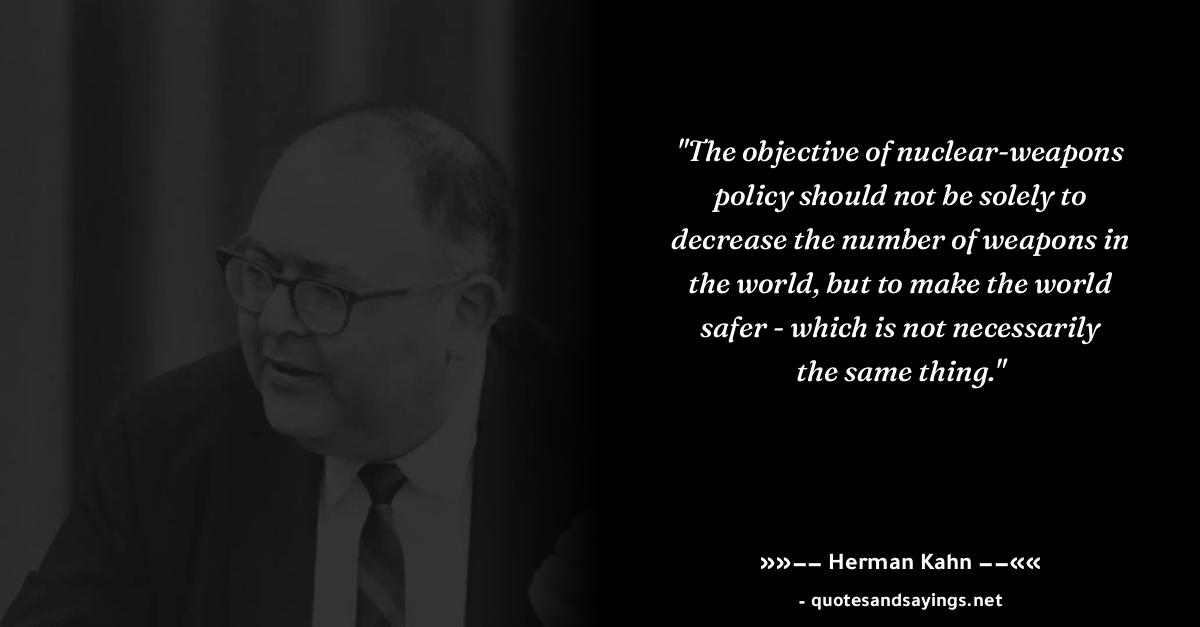 "The objective of nuclear-weapons
policy should not be solely to
decrease the number of weapons in
the world, but to make the world
safer - which is not necessarily
the same thing."
»»–– Herman Kahn ––««
- quotesandsayings.net